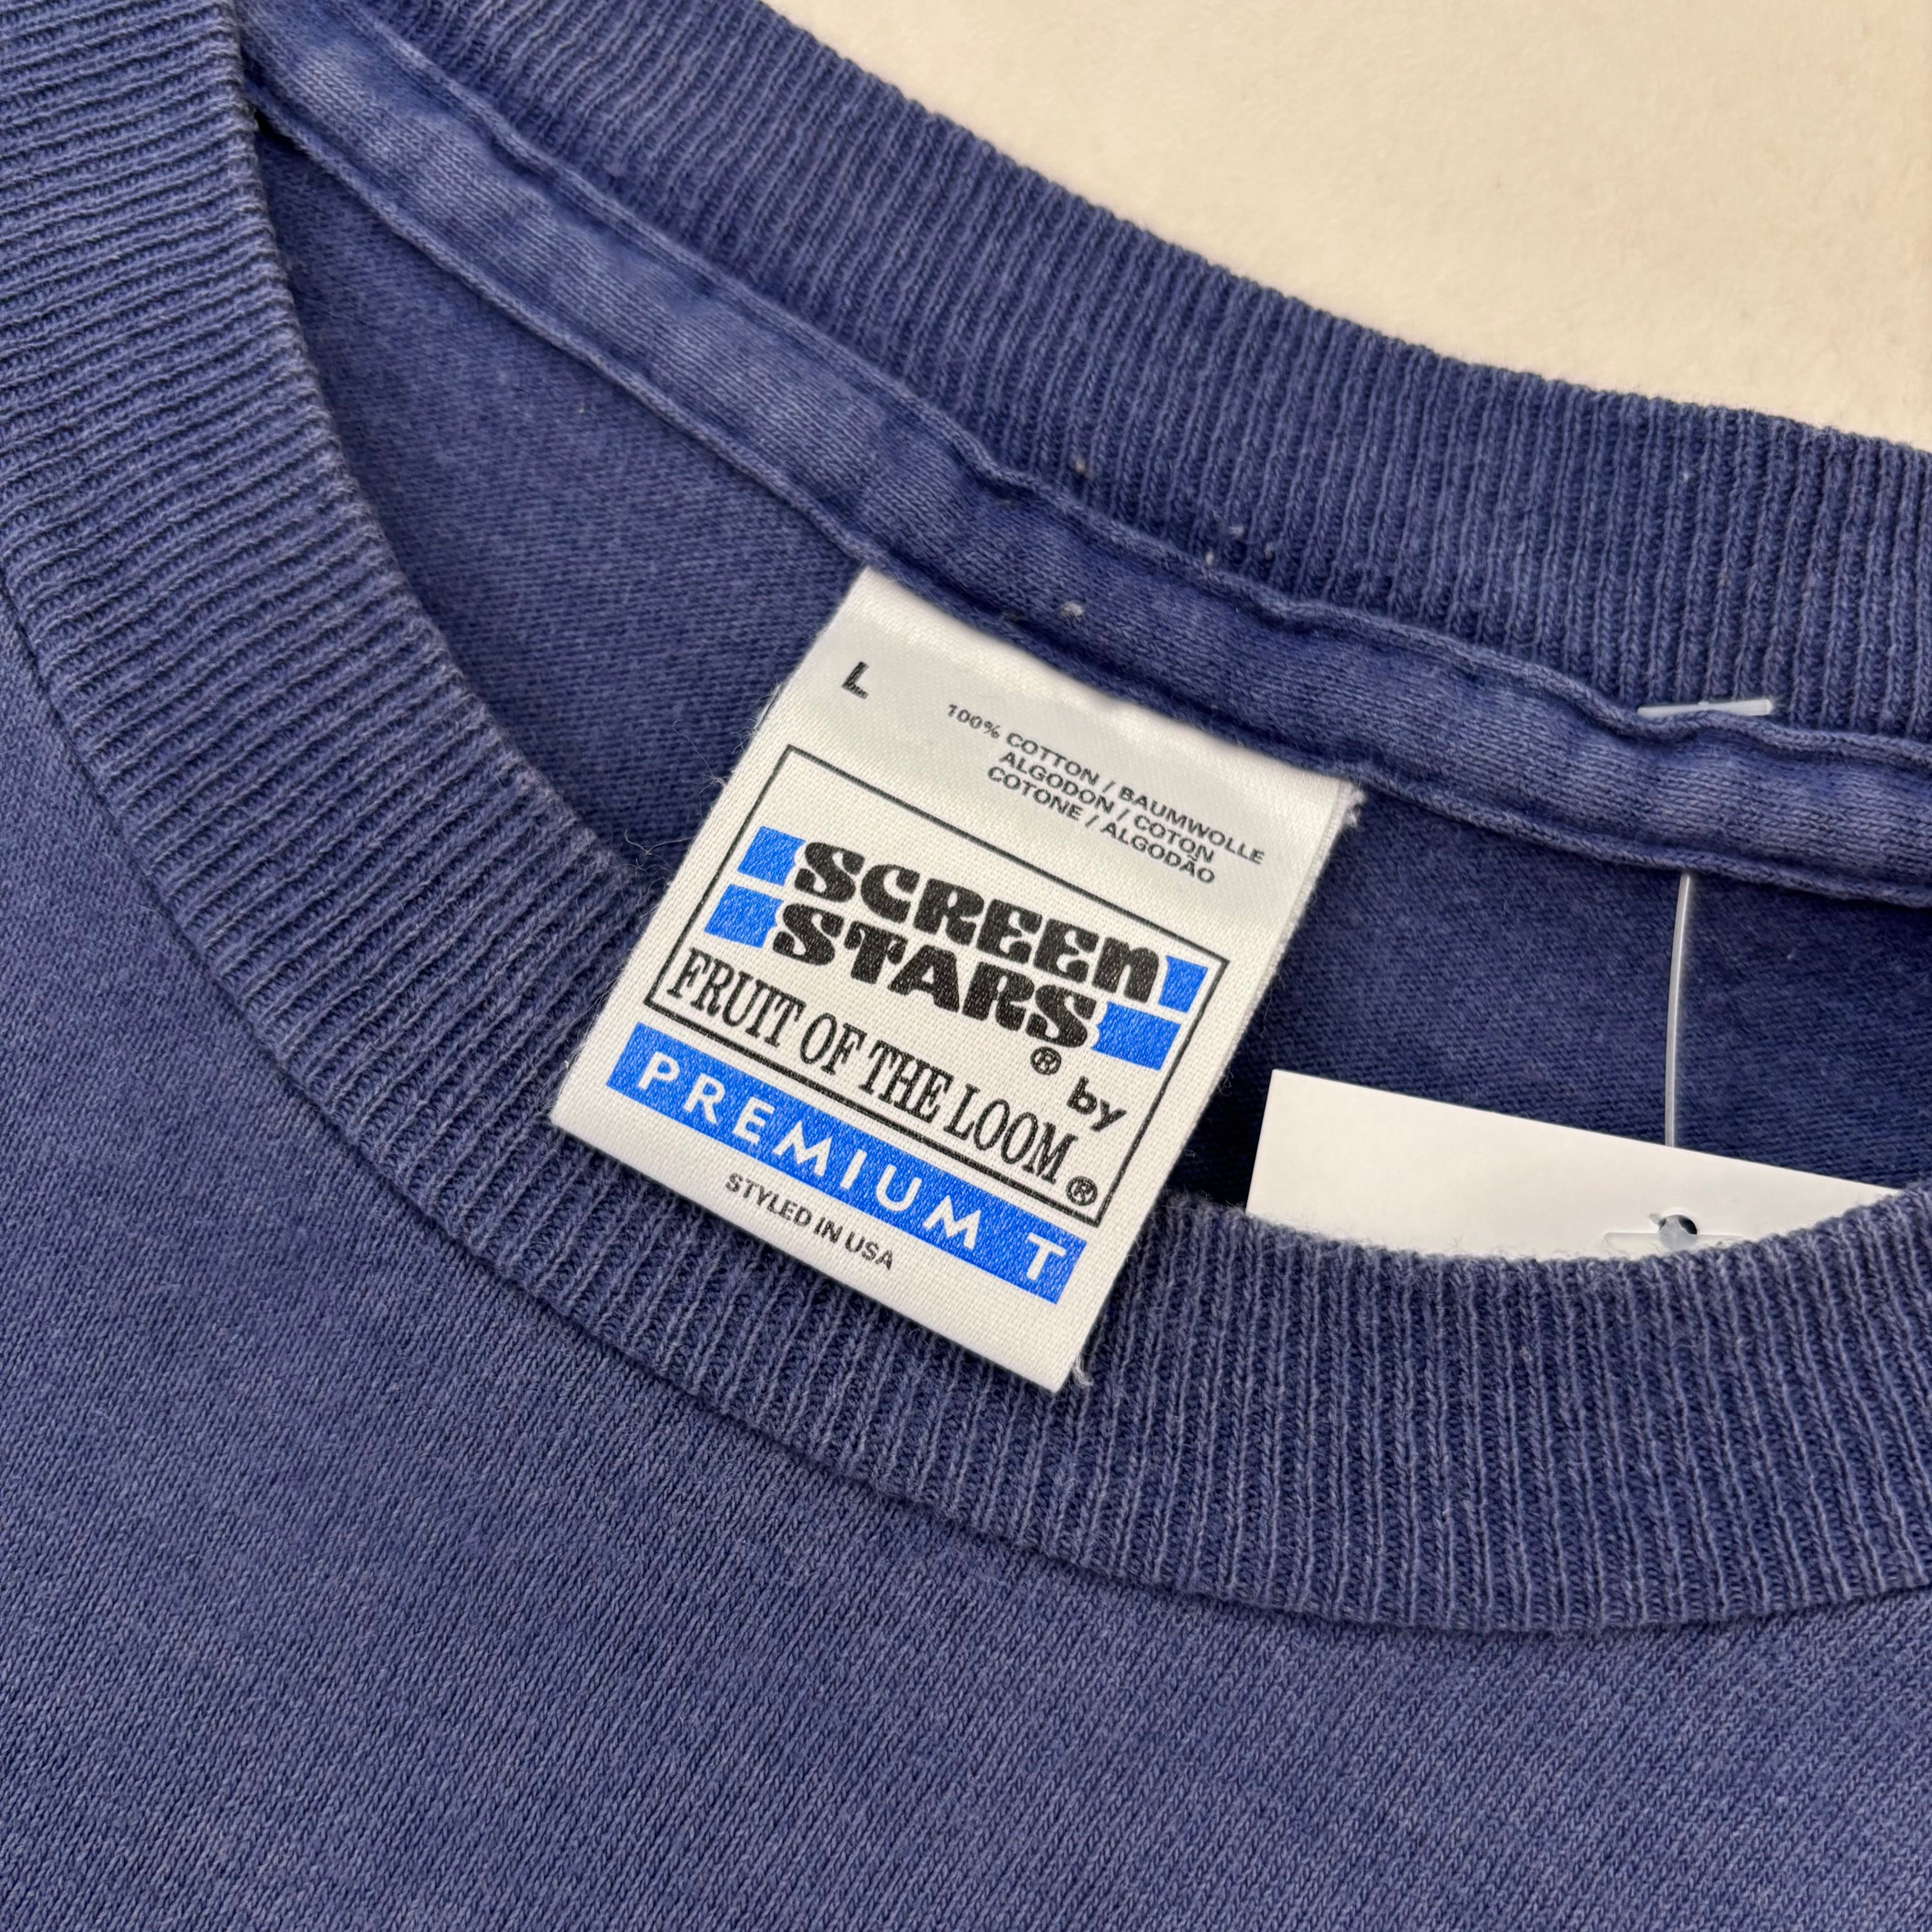 L
100% COTTON / BAUMWOLLE
ALGODON / COTON
COTONE / ALGODÃO
SCREEN
STARS®
by
FRUIT OF THE LOOM®
PREMIUM T
STYLED IN USA